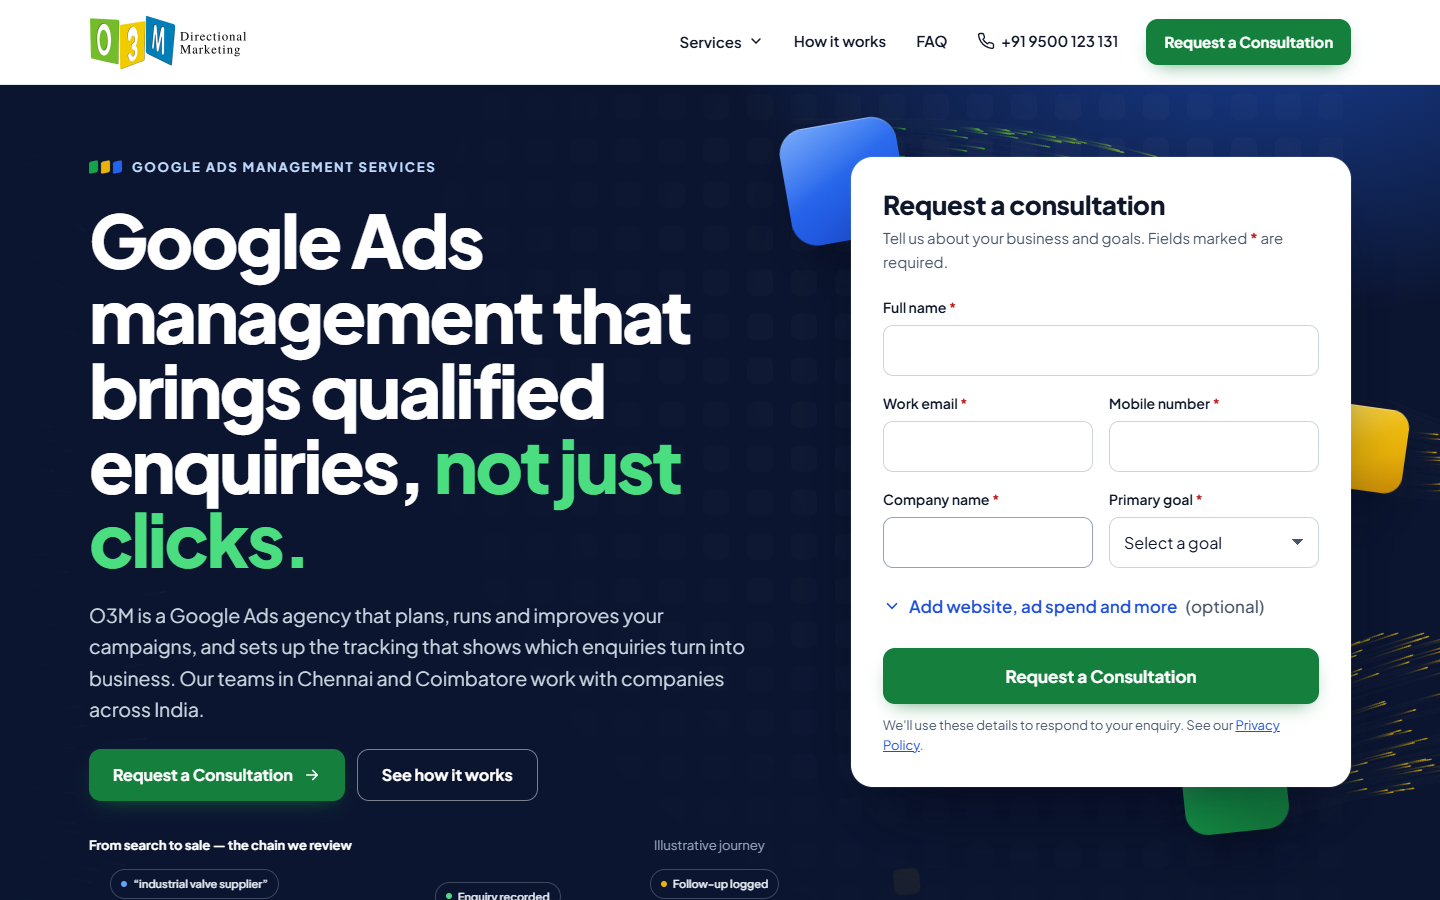 O3M Directional
Marketing
Services
How it works
FAQ
+91 9500 123 131
Request a Consultation
GOOGLE ADS MANAGEMENT SERVICES
Google Ads
management that
brings qualified
enquiries, not just
clicks.
O3M is a Google Ads agency that plans, runs and improves your
campaigns, and sets up the tracking that shows which enquiries turn into
business. Our teams in Chennai and Coimbatore work with companies
across India.
Request a Consultation
See how it works
From search to sale — the chain we review
Illustrative journey
“industrial valve supplier”
Enquiry recorded
Follow-up logged
Request a consultation
Tell us about your business and goals. Fields marked * are
required.
Full name *
Work email *
Mobile number *
Company name *
Primary goal *
Select a goal
Add website, ad spend and more (optional)
Request a Consultation
We'll use these details to respond to your enquiry. See our Privacy
Policy.